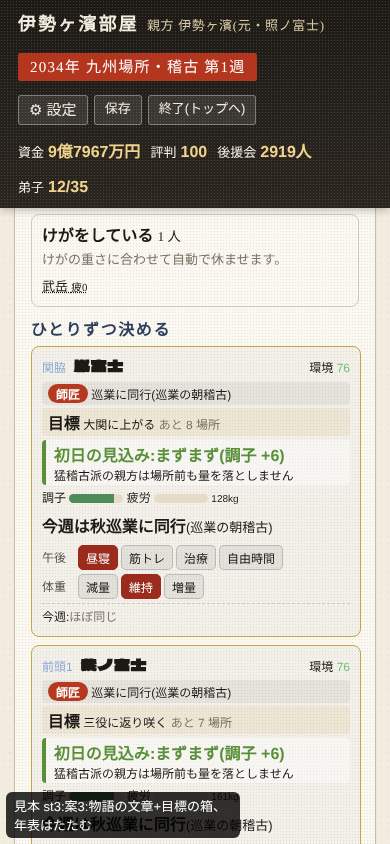 伊勢ヶ濱部屋 親方 伊勢ヶ濱(元・照ノ富士)
2034年 九州場所・稽古 第1週
⚙ 設定 保存 終了(トップへ)
資金 9億7967万円 評判 100 後援会 2919人
弟子 12/35
けがをしている 1 人
けがの重さに合わせて自動で休ませます。
武岳 疲0
ひとりずつ決める
関脇 富士 環境 76
師匠 巡業に同行(巡業の朝稽古)
目標 大関に上がる あと 8 場所
初日の見込み:まずまず(調子 +6)
猛稽古派の親方は場所前も量を落としません
調子 疲労 128kg
今週は秋巡業に同行(巡業の朝稽古)
午後 昼寝 筋トレ 治療 自由時間
体重 減量 維持 増量
今週:ほぼ同じ
前頭1 ノ富士 環境 76
師匠 巡業に同行(巡業の朝稽古)
目標 三役に返り咲く あと 7 場所
初日の見込み:まずまず(調子 +6)
猛稽古派の親方は場所前も量を落としません
調子 疲労 161kg
今週は秋巡業に同行(巡業の朝稽古)
見本 st3:案3:物語の文章+目標の箱、
年表はたたむ